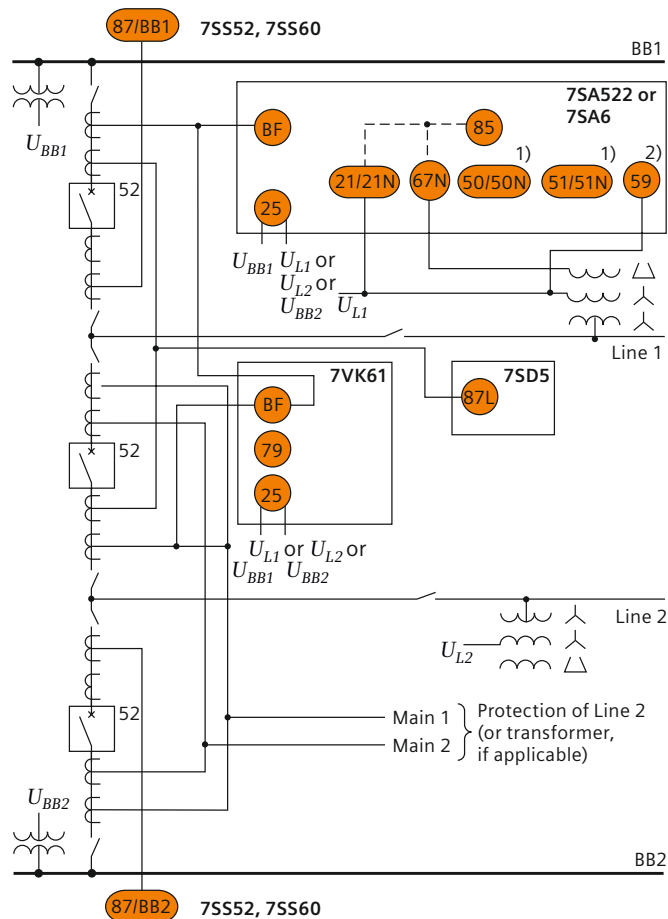 87/BB1 7SS52, 7SS60
BB1
U_BB1
7SA522 or
7SA6
BF
85
21/21N 67N 50/50N 1) 51/51N 1) 59 2)
25
U_BB1 U_L1 or
U_L2 or
U_BB2 U_L1
52
Line 1
7VK61
7SD5
BF
87L
79
25
52
U_L1 or U_L2 or
U_BB1 U_BB2
Line 2
U_L2
52
Main 1
Main 2
Protection of Line 2
(or transformer,
if applicable)
U_BB2
BB2
87/BB2 7SS52, 7SS60